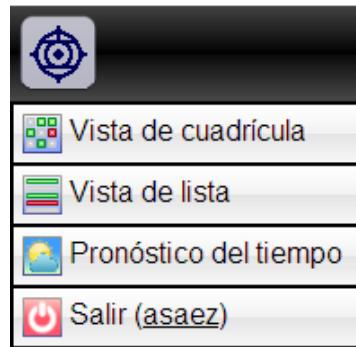 Vista de cuadrícula
Vista de lista
Pronóstico del tiempo
Salir (asaez)